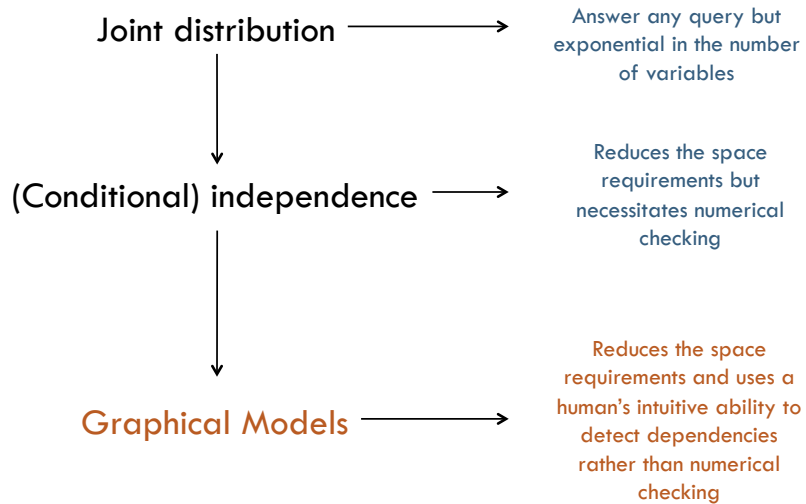 Joint distribution
Answer any query but
exponential in the number
of variables
(Conditional) independence
Reduces the space
requirements but
necessitates numerical
checking
Graphical Models
Reduces the space
requirements and uses a
human's intuitive ability to
detect dependencies
rather than numerical
checking